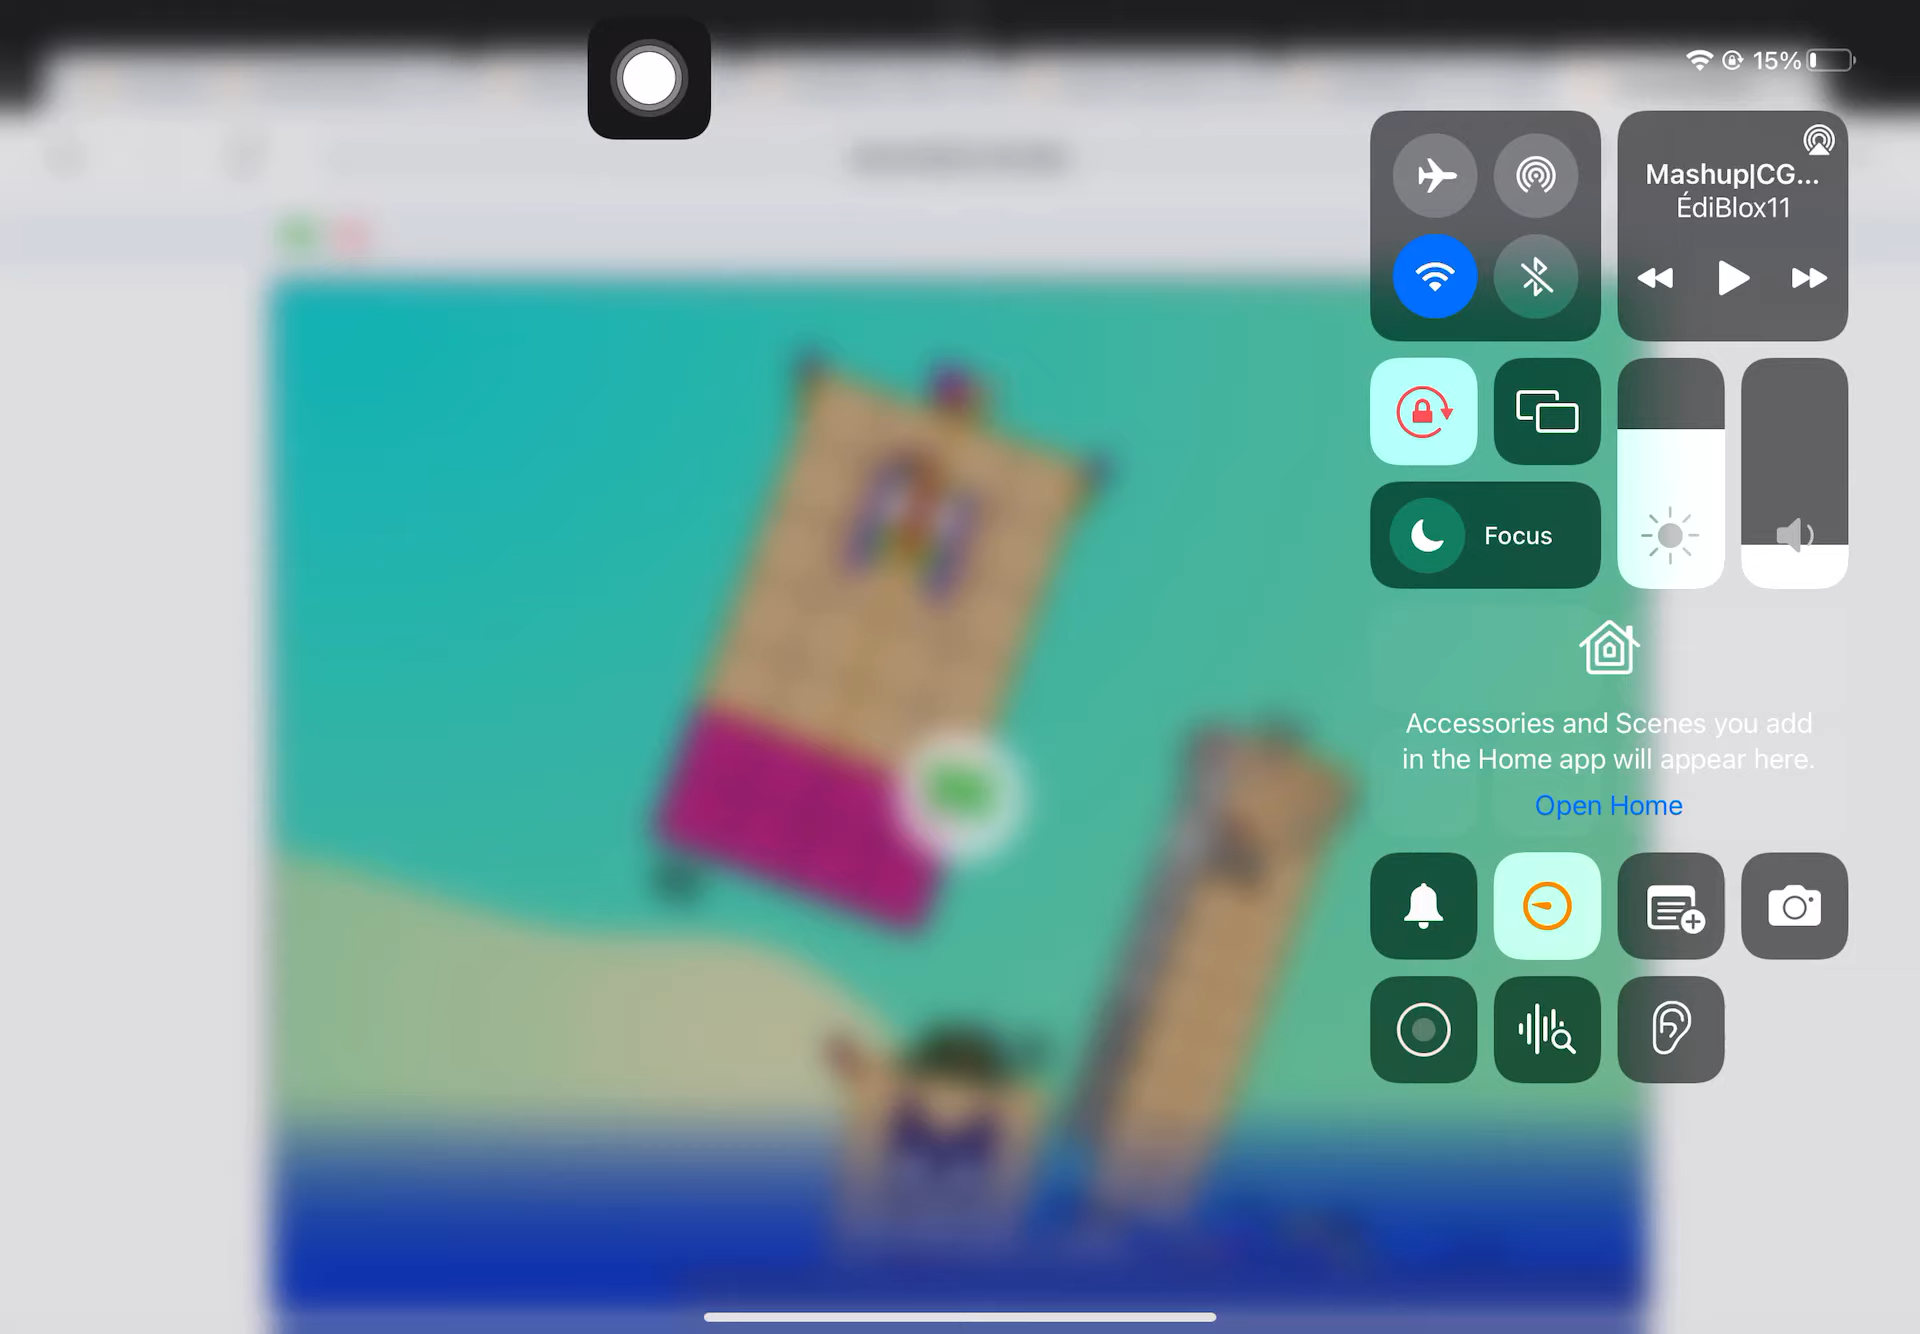 15%
Mashup|CG...
ÉdiBlox11
Focus
Accessories and Scenes you add
in the Home app will appear here.
Open Home